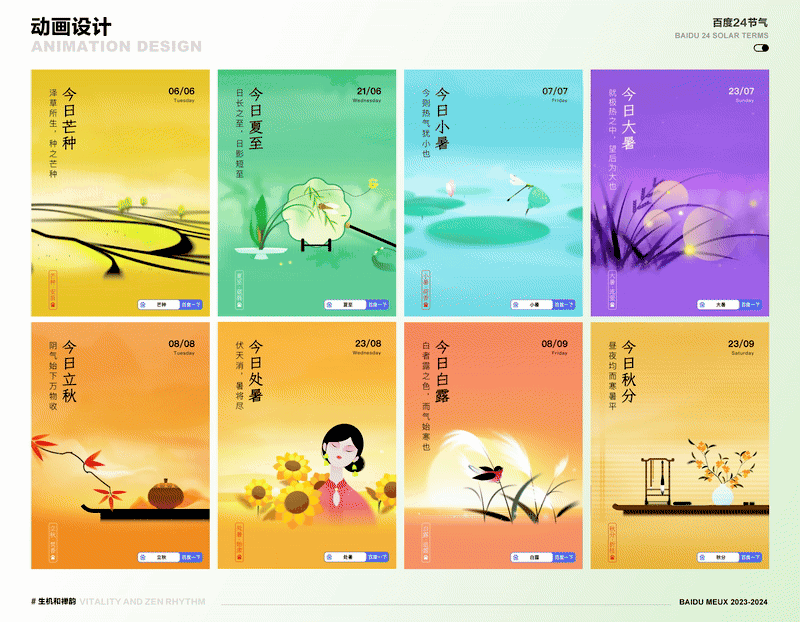 动画设计
ANIMATION DESIGN
百度24节气
BAIDU 24 SOLAR TERMS
06/06
Tuesday
今日芒种
泽草所生，种之芒种
芒种
百度一下
21/06
Wednesday
今日夏至
日长之至，日影短至
夏至
百度一下
07/07
Friday
今日小暑
今则热气犹小也
小暑
百度一下
23/07
Sunday
今日大暑
就极热之中，望后为大也
大暑
百度一下
08/08
Tuesday
今日立秋
阴气始下万物收
立秋
百度一下
23/08
Wednesday
今日处暑
伏天消，暑将尽
处暑
百度一下
08/09
Friday
今日白露
白者露之色，而气始寒也
白露
百度一下
23/09
Saturday
今日秋分
昼夜均而寒暑平
秋分
百度一下
# 生机和禅韵 VITALITY AND ZEN RHYTHM
BAIDU MEUX 2023-2024